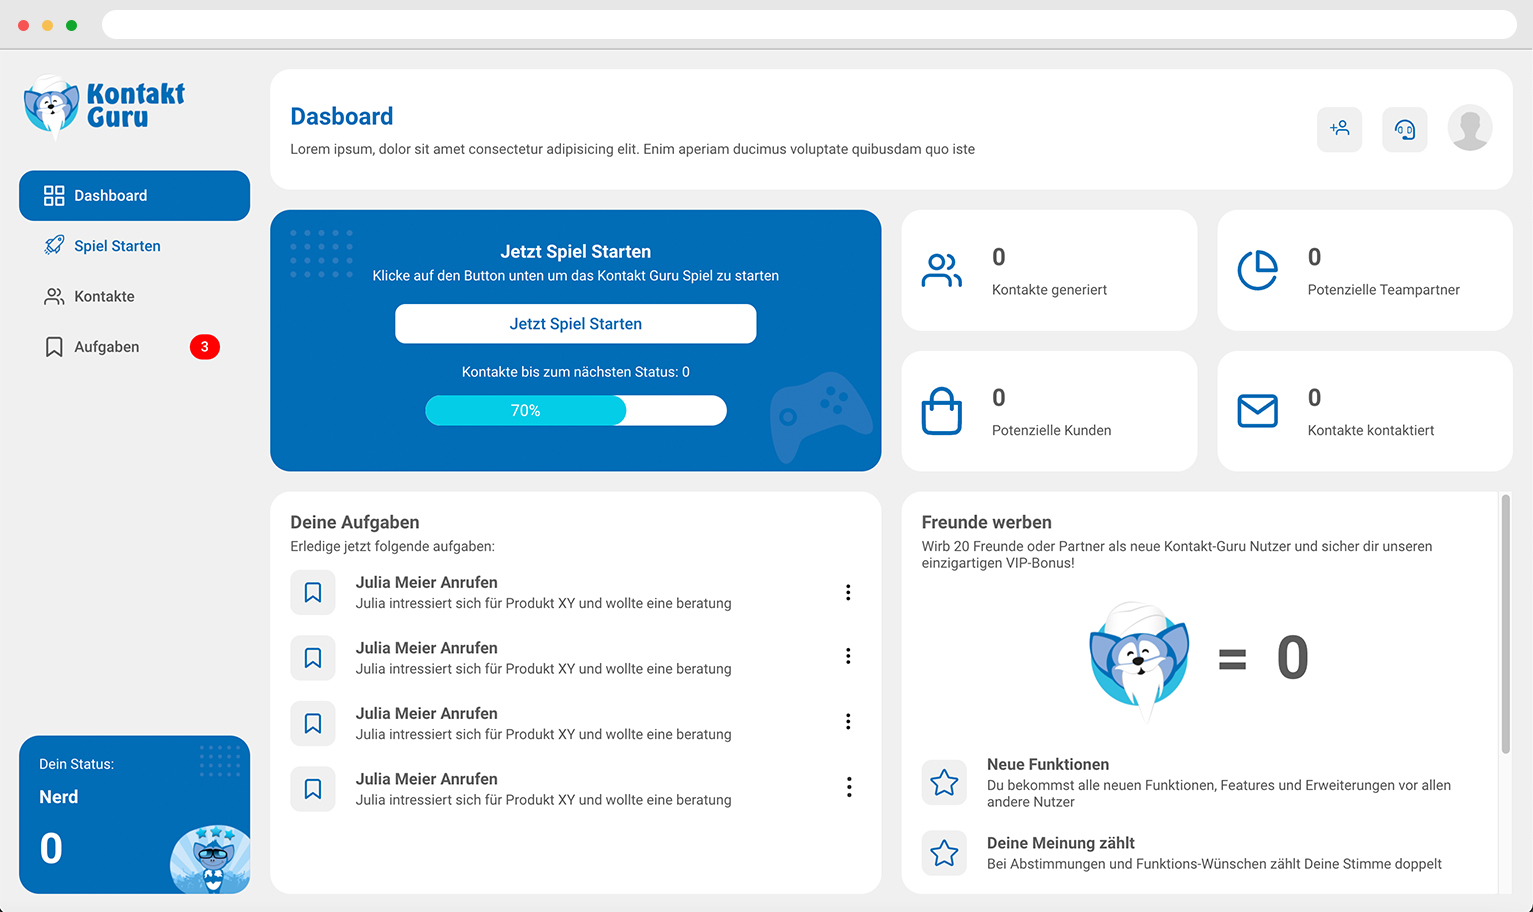 Kontakt
Guru
Dashboard
Spiel Starten
Kontakte
Aufgaben
3
Dein Status:
Nerd
0
Dasboard
Lorem ipsum, dolor sit amet consectetur adipisicing elit. Enim aperiam ducimus voluptate quibusdam quo iste
Jetzt Spiel Starten
Klicke auf den Button unten um das Kontakt Guru Spiel zu starten
Jetzt Spiel Starten
Kontakte bis zum nächsten Status: 0
70%
0
Kontakte generiert
0
Potenzielle Teampartner
0
Potenzielle Kunden
0
Kontakte kontaktiert
Deine Aufgaben
Erledige jetzt folgende aufgaben:
Julia Meier Anrufen
Julia intressiert sich für Produkt XY und wollte eine beratung
Julia Meier Anrufen
Julia intressiert sich für Produkt XY und wollte eine beratung
Julia Meier Anrufen
Julia intressiert sich für Produkt XY und wollte eine beratung
Julia Meier Anrufen
Julia intressiert sich für Produkt XY und wollte eine beratung
Freunde werben
Wirb 20 Freunde oder Partner als neue Kontakt-Guru Nutzer und sicher dir unseren
einzigartigen VIP-Bonus!
= 0
Neue Funktionen
Du bekommst alle neuen Funktionen, Features und Erweiterungen vor allen
andere Nutzer
Deine Meinung zählt
Bei Abstimmungen und Funktions-Wünschen zählt Deine Stimme doppelt